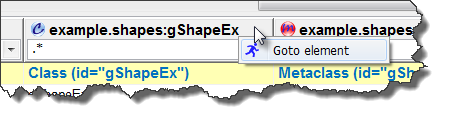 example.shapes:gShapeEx example.shapes
.* Goto element
Class (id="gShapeEx") Metaclass (id="gSh